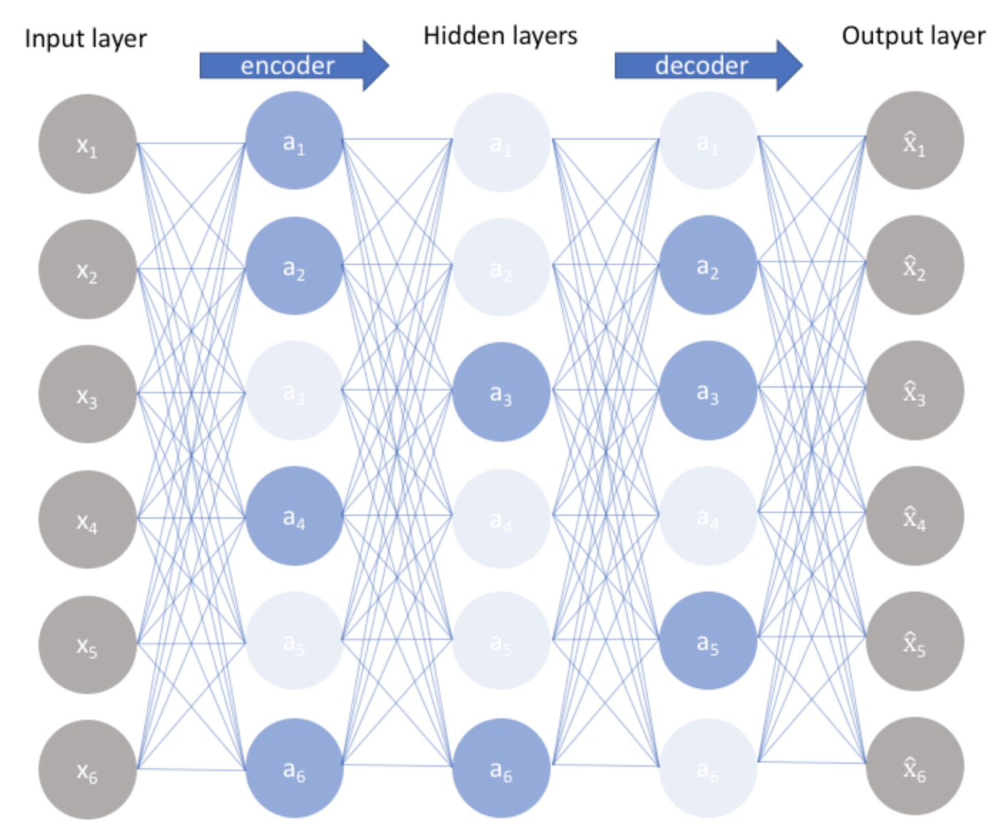 Input layer Hidden layers Output layer
encoder decoder
x₁ a₁ a₁ a₁ x̂₁
x₂ a₂ a₂ a₂ x̂₂
x₃ a₃ a₃ a₃ x̂₃
x₄ a₄ a₄ a₄ x̂₄
x₅ a₅ a₅ a₅ x̂₅
x₆ a₆ a₆ a₆ x̂₆